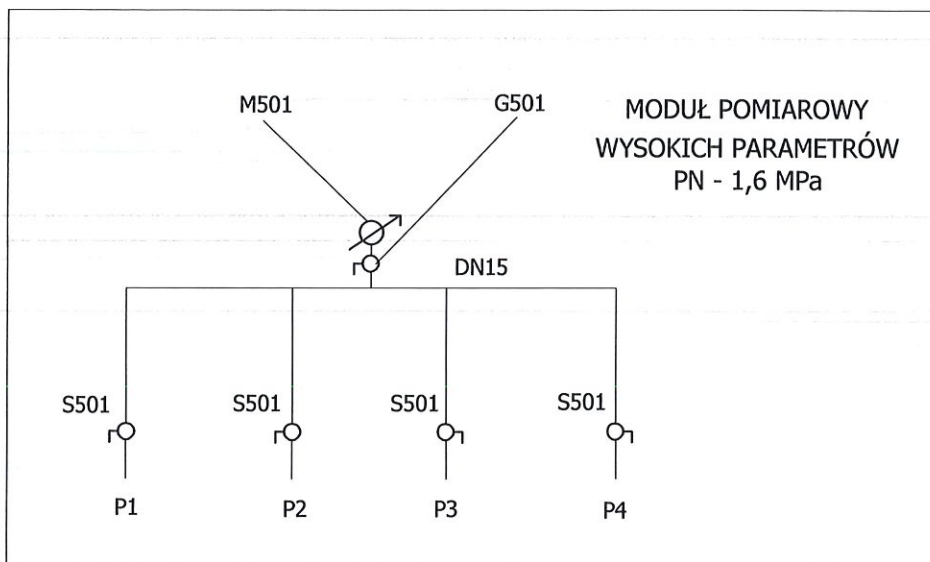 M501
G501
MODUŁ POMIAROWY
WYSOKICH PARAMETRÓW
PN - 1,6 MPa
DN15
S501
S501
S501
S501
P1
P2
P3
P4